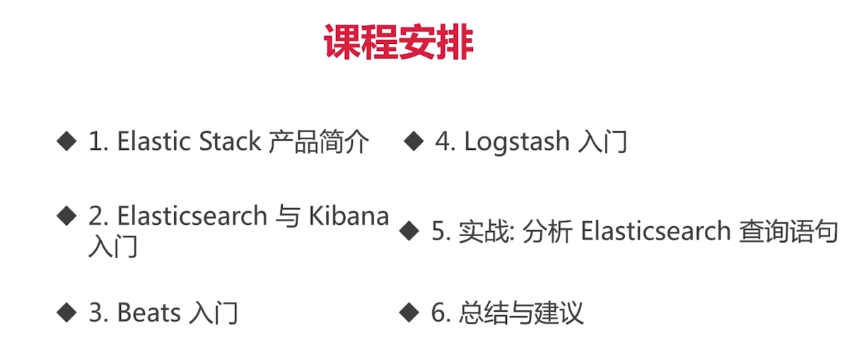 课程安排
◆ 1. Elastic Stack 产品简介
◆ 2. Elasticsearch 与 Kibana
入门
◆ 3. Beats 入门
◆ 4. Logstash 入门
◆ 5. 实战: 分析 Elasticsearch 查询语句
◆ 6. 总结与建议